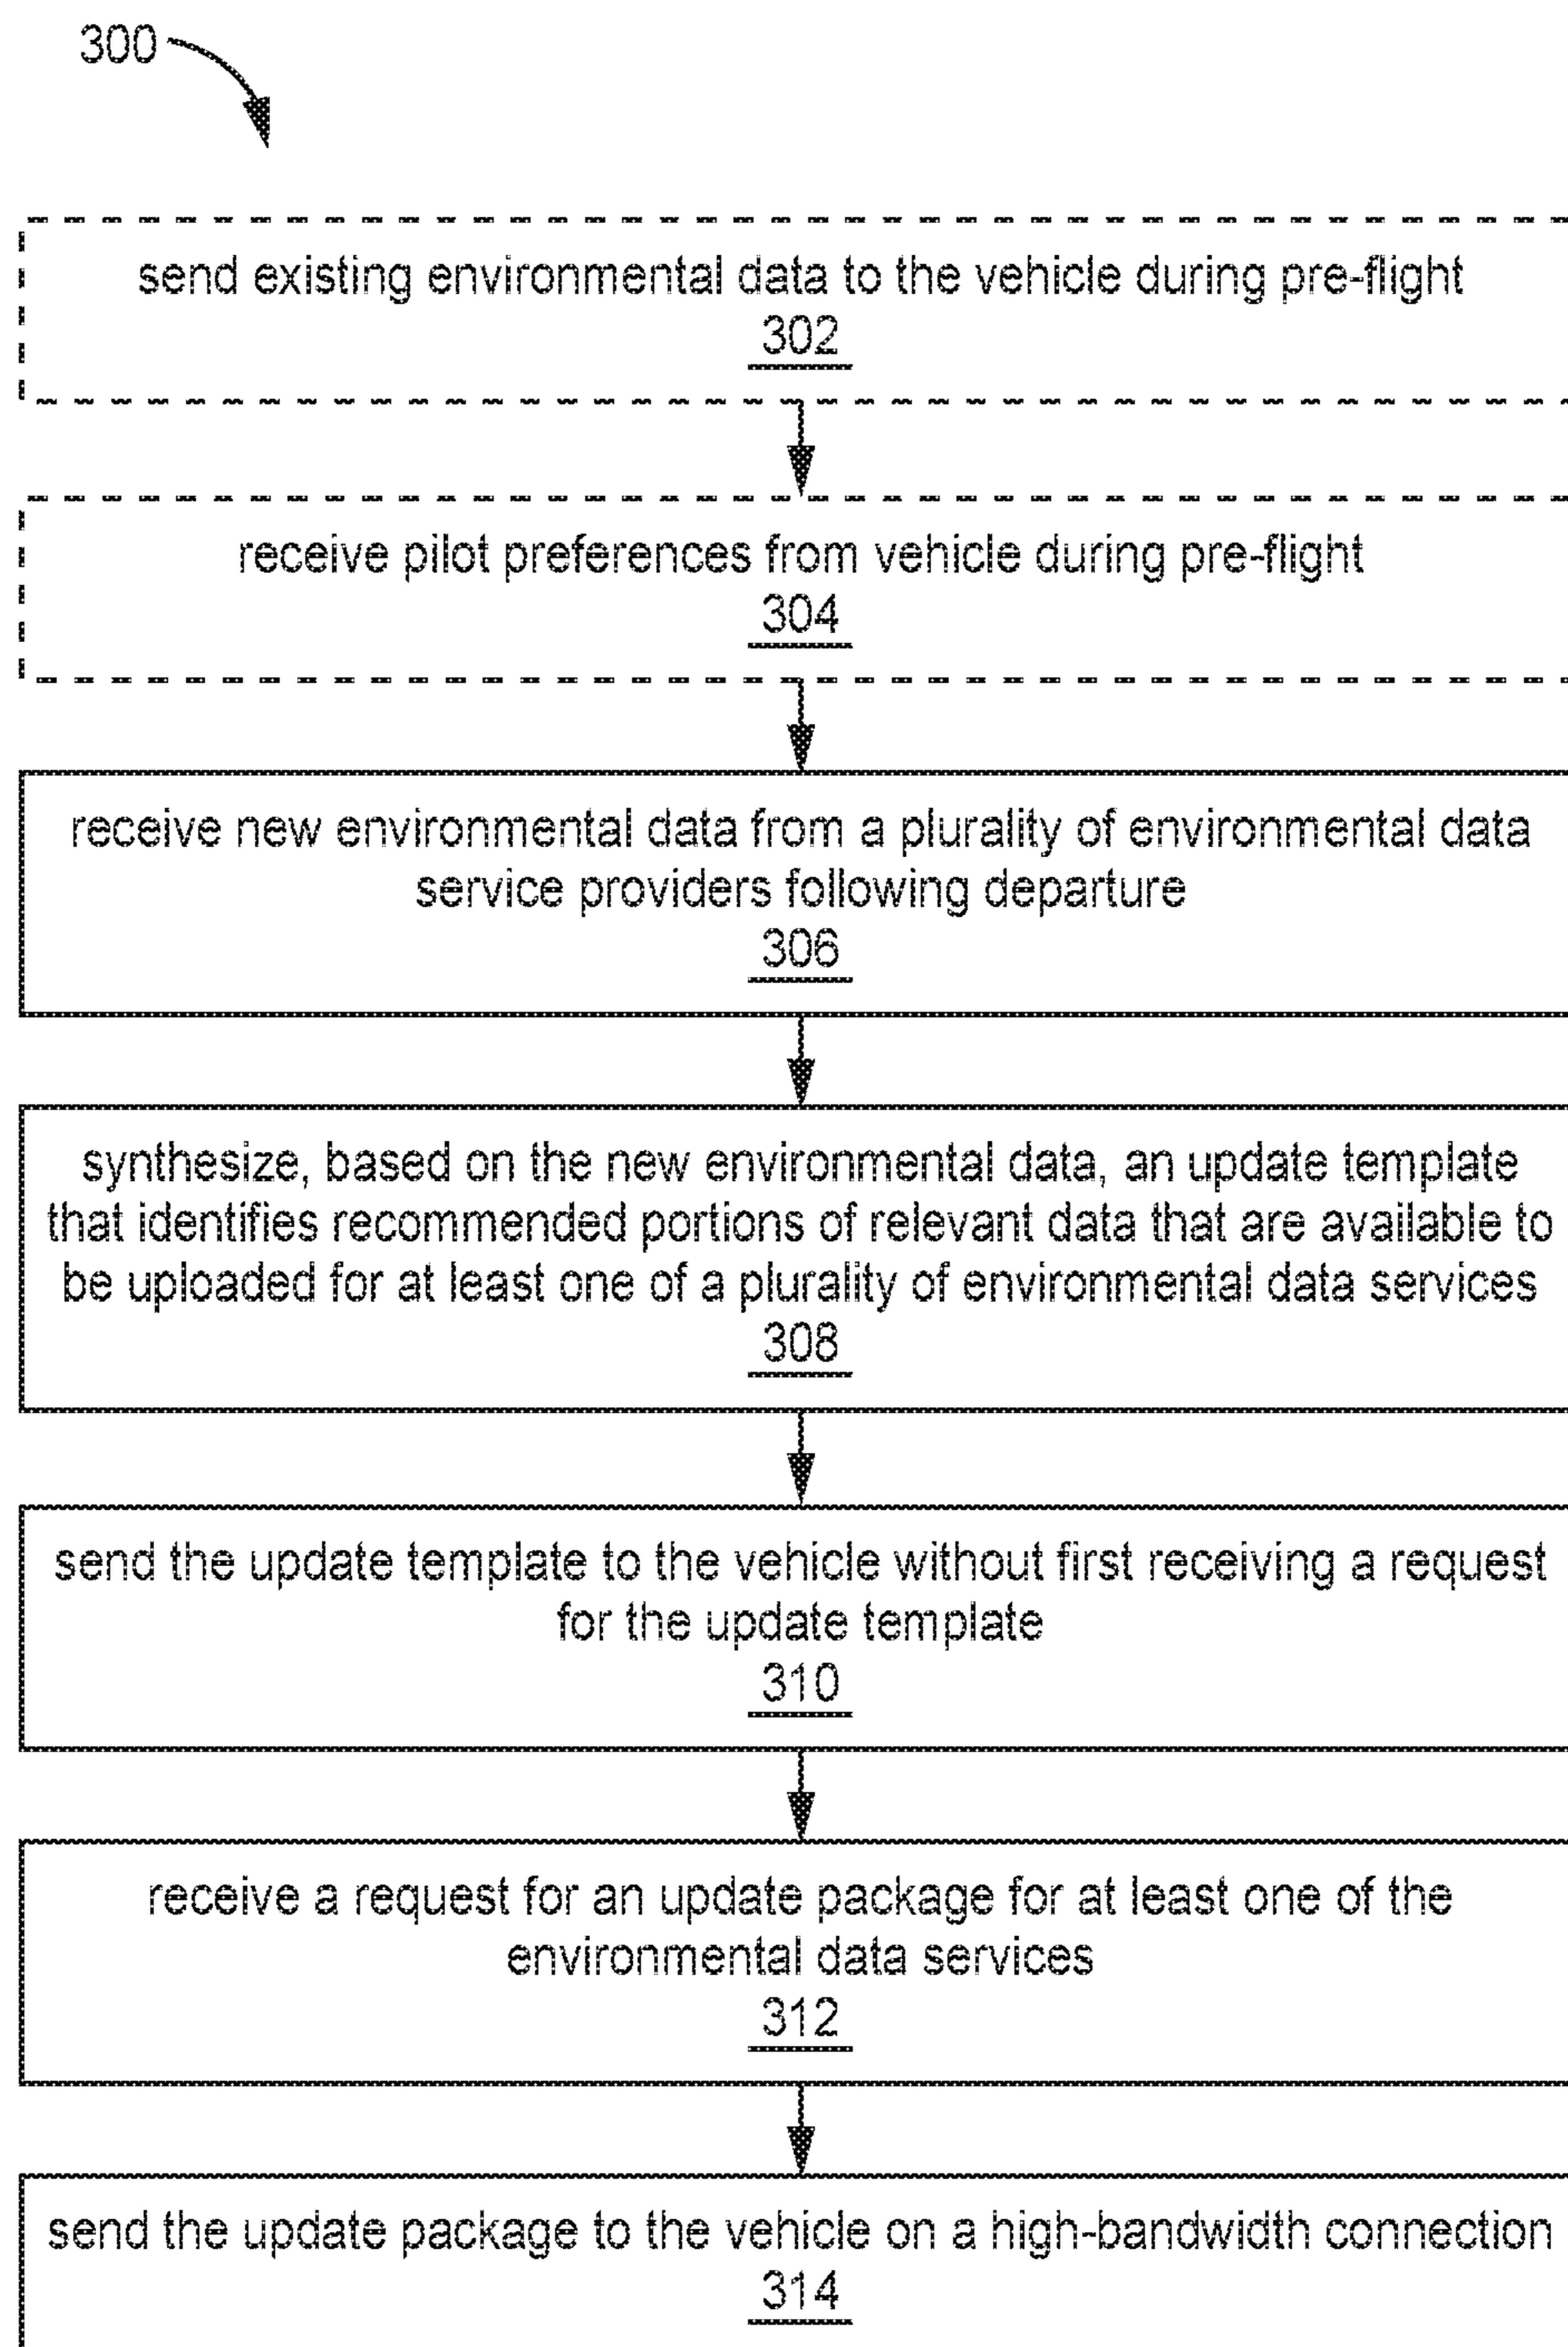 300
send existing environmental data to the vehicle during pre-flight
302
receive pilot preferences from vehicle during pre-flight
304
receive new environmental data from a plurality of environmental data
service providers following departure
306
synthesize, based on the new environmental data, an update template
that identifies recommended portions of relevant data that are available to
be uploaded for at least one of a plurality of environmental data services
308
send the update template to the vehicle without first receiving a request
for the update template
310
receive a request for an update package for at least one of the
environmental data services
312
send the update package to the vehicle on a high-bandwidth connection
314